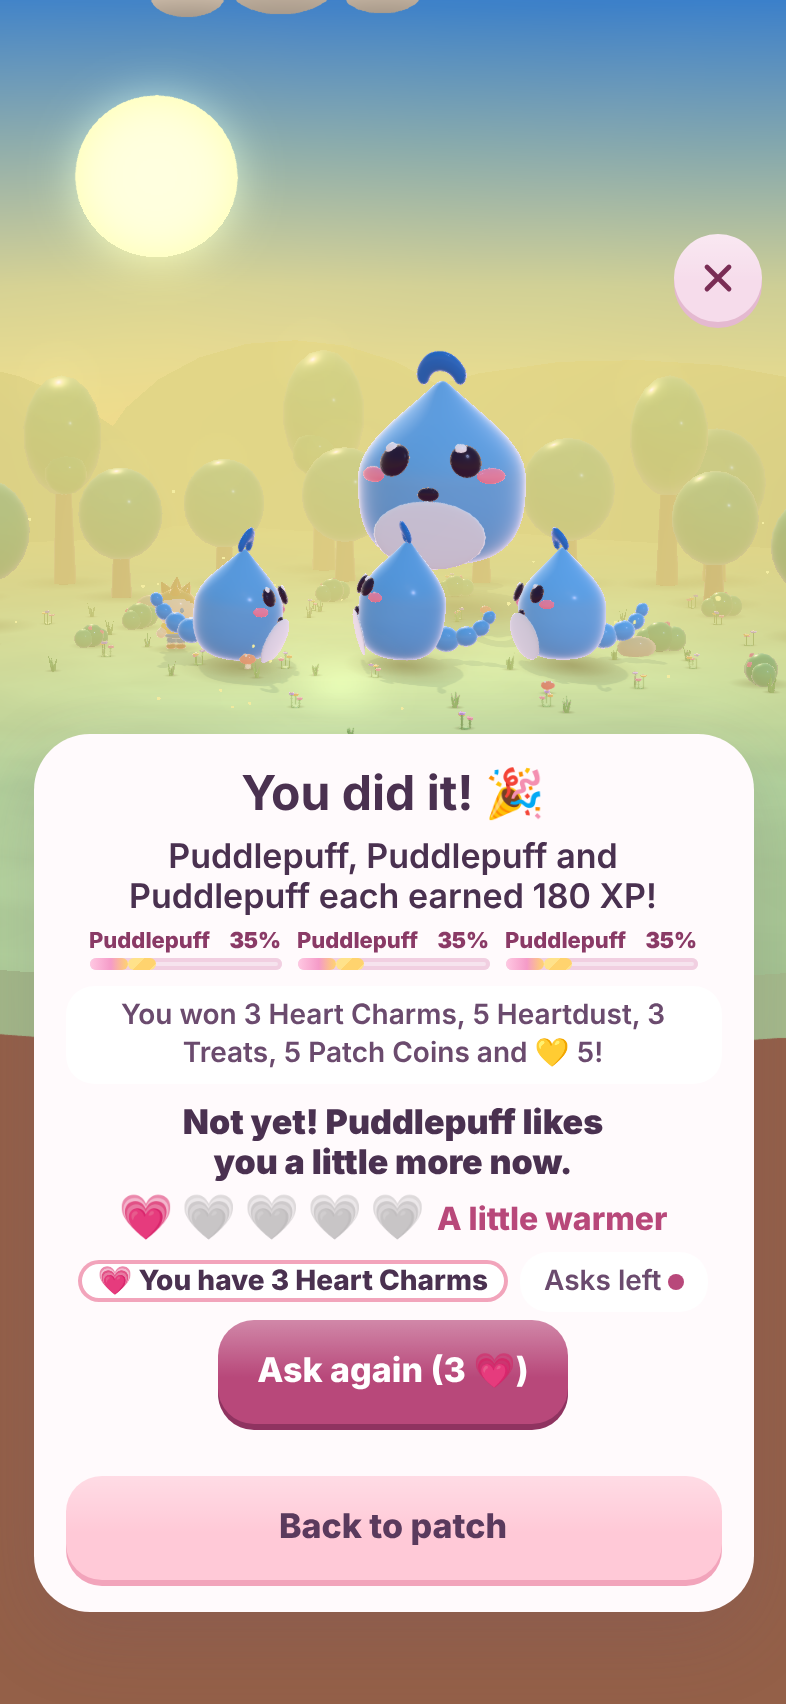 You did it! 🎉
Puddlepuff, Puddlepuff and
Puddlepuff each earned 180 XP!
Puddlepuff 35% Puddlepuff 35% Puddlepuff 35%
You won 3 Heart Charms, 5 Heartdust, 3
Treats, 5 Patch Coins and 💛 5!
Not yet! Puddlepuff likes
you a little more now.
A little warmer
💗 You have 3 Heart Charms
Asks left
Ask again (3 💗)
Back to patch